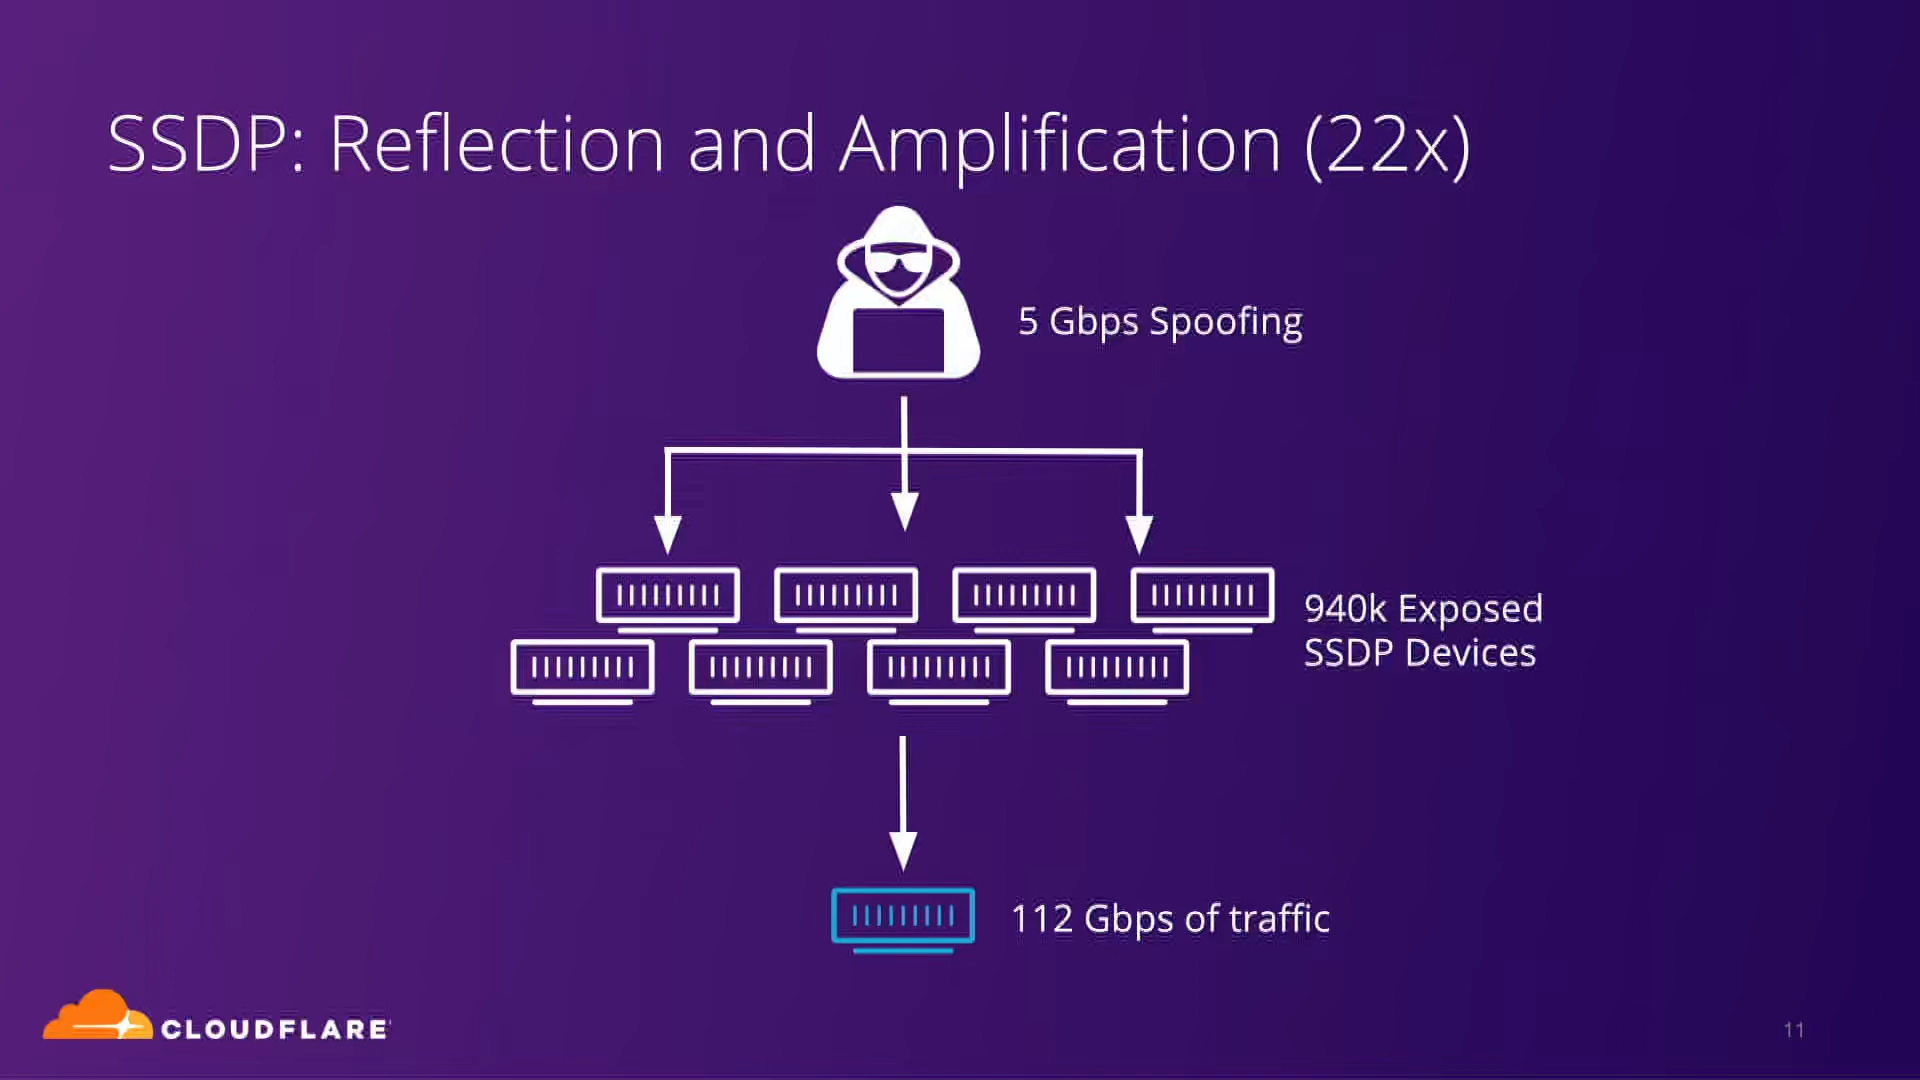 SSDP: Reflection and Amplification (22x)
5 Gbps Spoofing
940k Exposed
SSDP Devices
112 Gbps of traffic
CLOUDFLARE
11